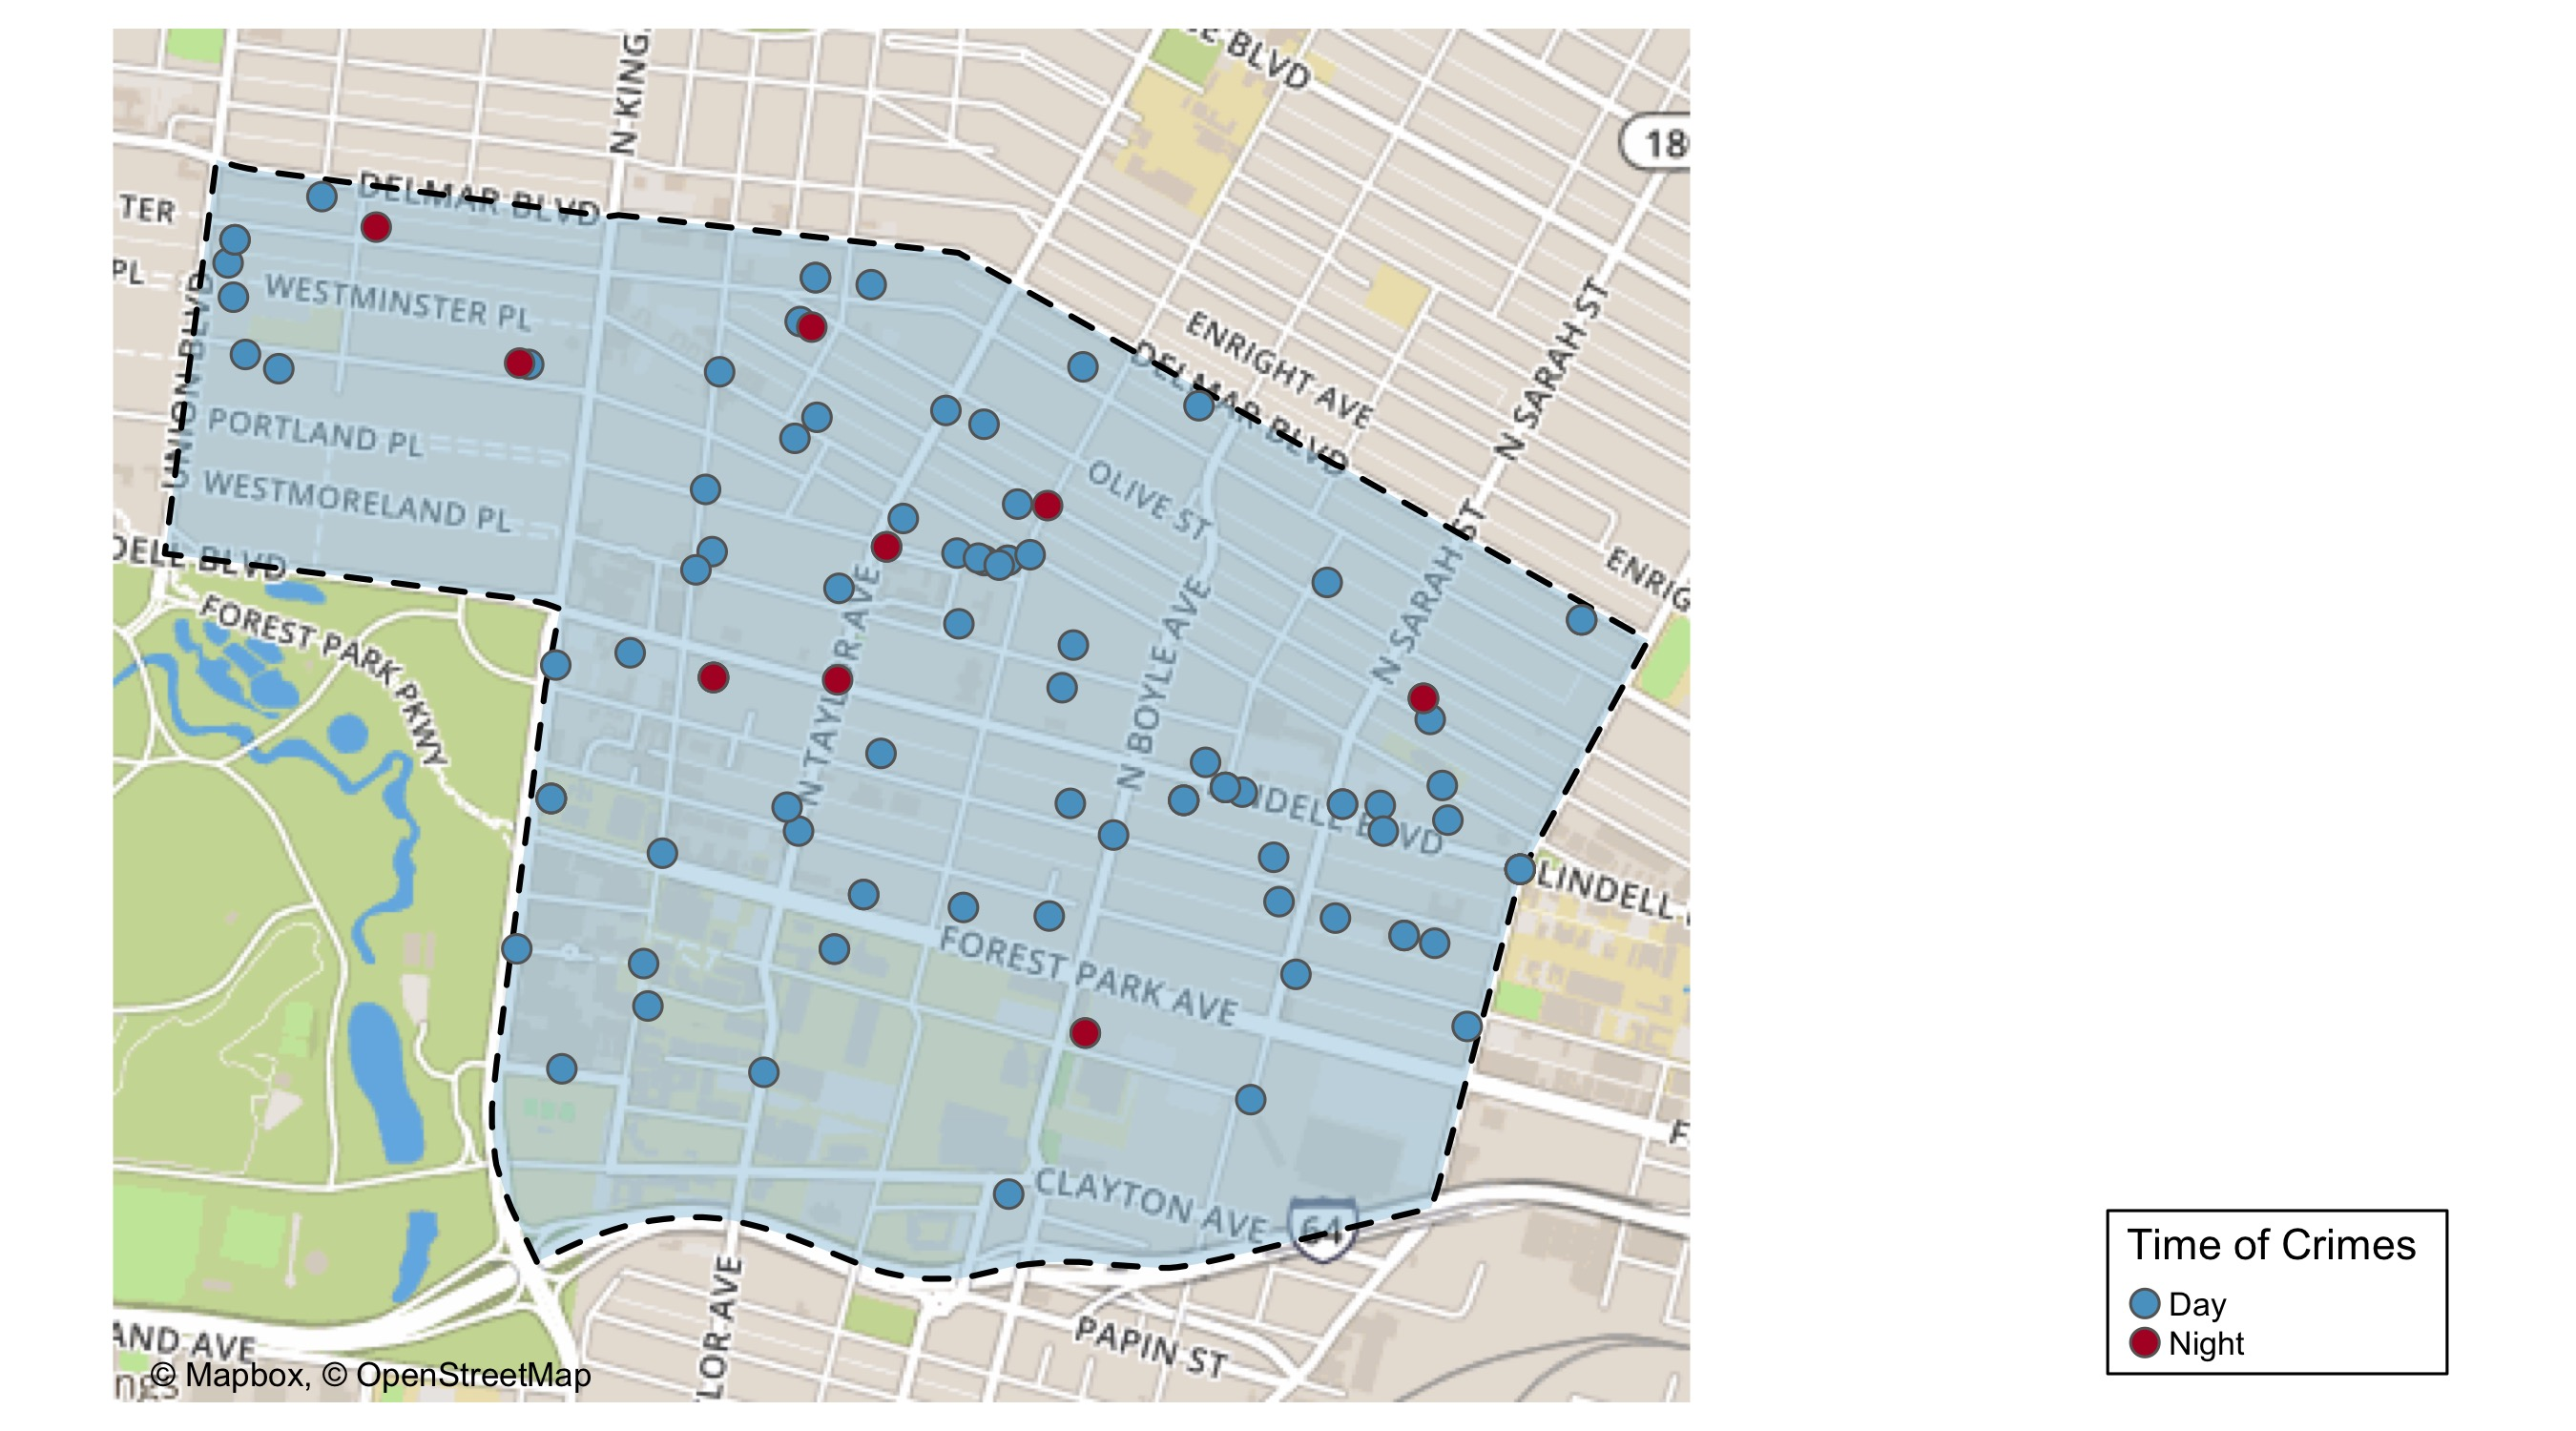 BLVD
N KING
18
TER
DELMAR BLVD
PL
WESTMINSTER PL
UNION BLVD
ENRIGHT AVE
DELMAR BLVD
N SARAH ST
PORTLAND PL
WESTMORELAND PL
OLIVE ST
DELL BLVD
N SARAH ST
ENRIG
FOREST PARK PKWY
N TAYLOR AVE
N BOYLE AVE
NDELL BLVD
LINDELL
FOREST PARK AVE
F
CLAYTON AVE
64
LOR AVE
PAPIN ST
AND AVE
© Mapbox, © OpenStreetMap
Time of Crimes
Day
Night